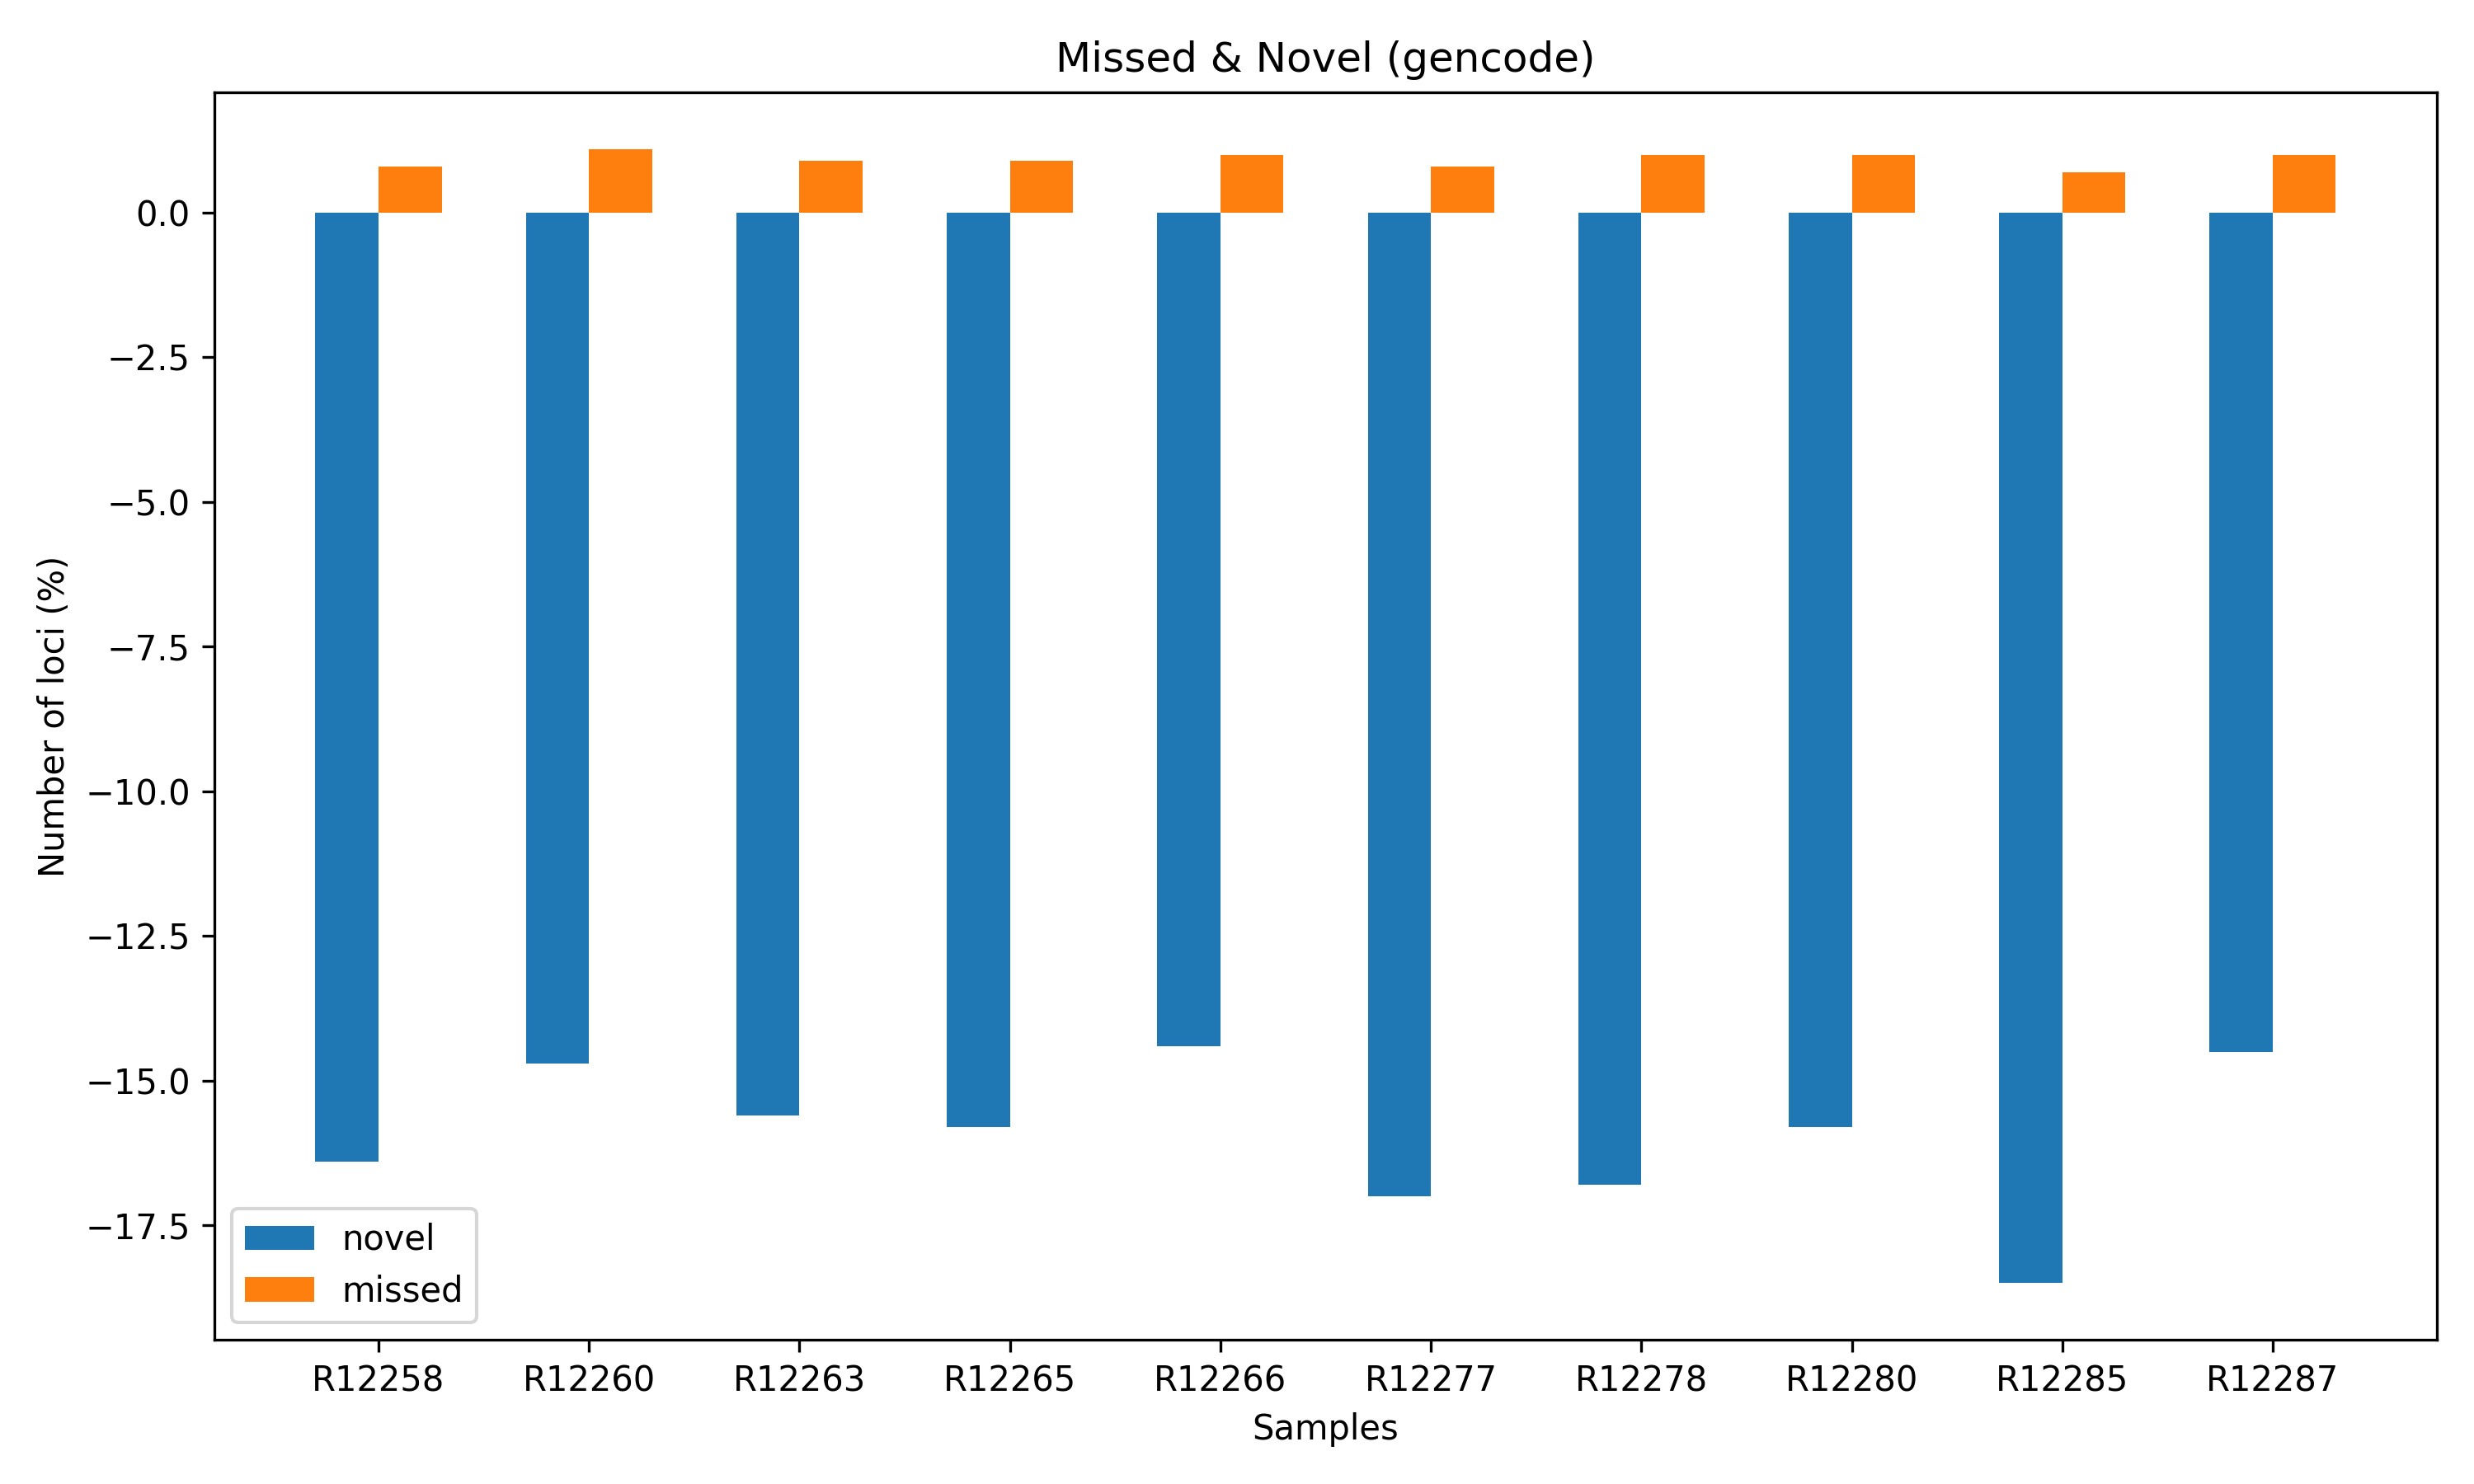 Missed & Novel (gencode)
Number of loci (%)
0.0
−2.5
−5.0
−7.5
−10.0
−12.5
−15.0
−17.5
novel
missed
R12258 R12260 R12263 R12265 R12266 R12277 R12278 R12280 R12285 R12287
Samples